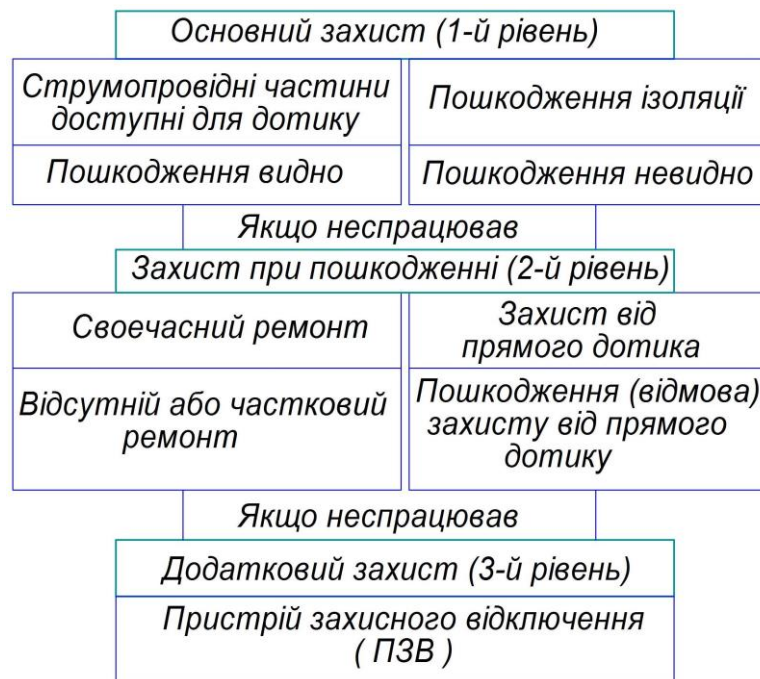 Основний захист (1-й рівень)
Струмопровідні частини
доступні для дотику
Пошкодження ізоляції
Пошкодження видно
Пошкодження невидно
Якщо неспрацював
Захист при пошкодженні (2-й рівень)
Своечасний ремонт
Захист від
прямого дотика
Відсутній або частковий
ремонт
Пошкодження (відмова)
захисту від прямого
дотику
Якщо неспрацював
Додатковий захист (3-й рівень)
Пристрій захисного відключення
( ПЗВ )